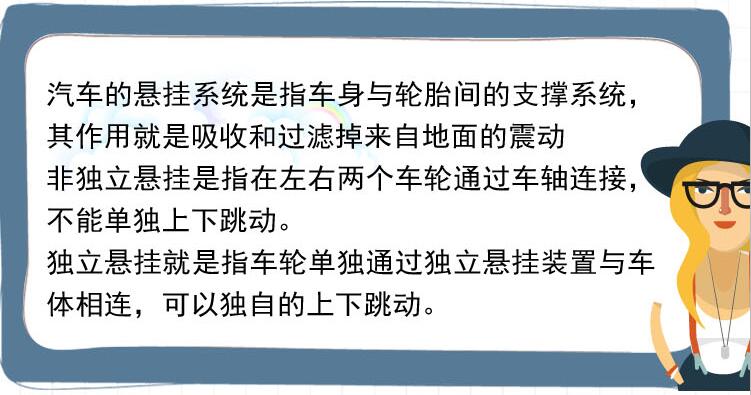 汽车的悬挂系统是指车身与轮胎间的支撑系统，
其作用就是吸收和过滤掉来自地面的震动
非独立悬挂是指在左右两个车轮通过车轴连接，
不能单独上下跳动。
独立悬挂就是指车轮单独通过独立悬挂装置与车
体相连，可以独自的上下跳动。